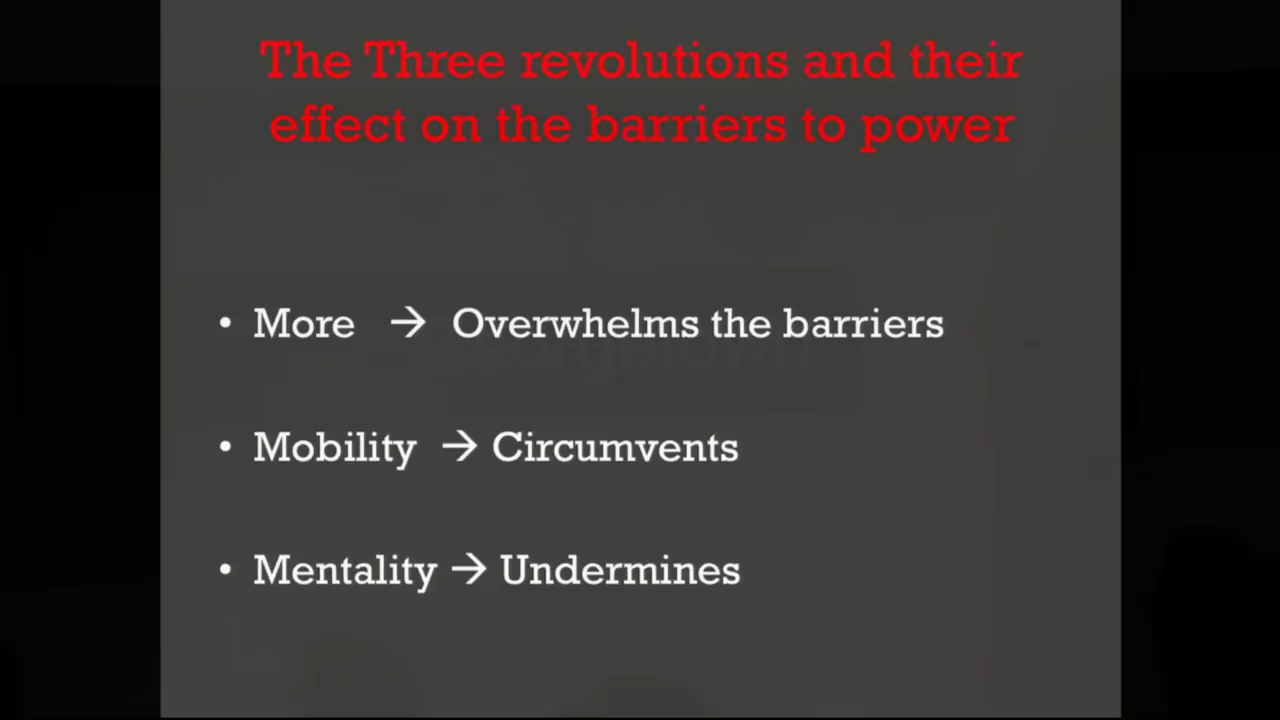 The Three revolutions and their
effect on the barriers to power
• More → Overwhelms the barriers
Georgetown
• Mobility → Circumvents
• Mentality → Undermines